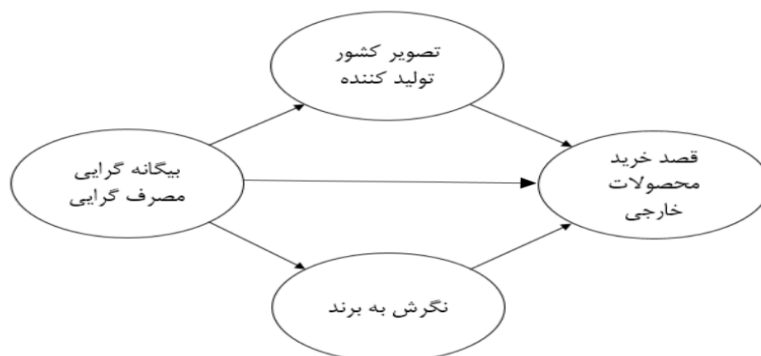 تصویر کشور
تولید کننده
بیگانه گرایی
مصرف گرایی
قصد خرید
محصولات
خارجی
نگرش به برند